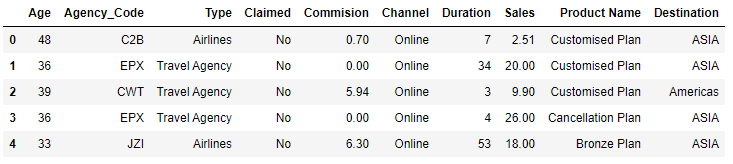 Age Agency_Code Type Claimed Commision Channel Duration Sales Product Name Destination
0 48 C2B Airlines No 0.70 Online 7 2.51 Customised Plan ASIA
1 36 EPX Travel Agency No 0.00 Online 34 20.00 Customised Plan ASIA
2 39 CWT Travel Agency No 5.94 Online 3 9.90 Customised Plan Americas
3 36 EPX Travel Agency No 0.00 Online 4 26.00 Cancellation Plan ASIA
4 33 JZI Airlines No 6.30 Online 53 18.00 Bronze Plan ASIA